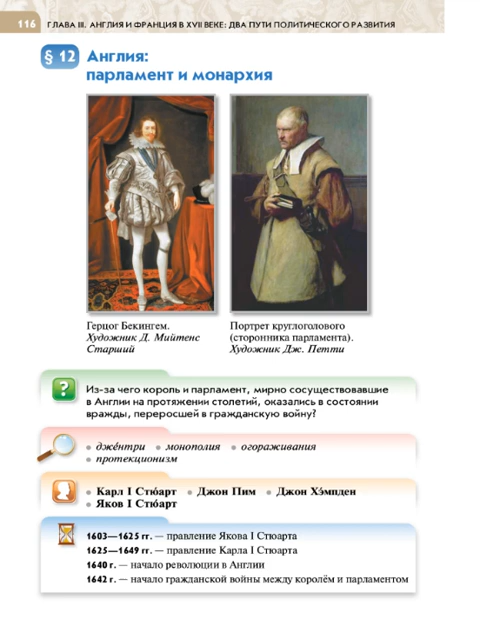 116 ГЛАВА III. АНГЛИЯ И ФРАНЦИЯ В XVII ВЕКЕ: ДВА ПУТИ ПОЛИТИЧЕСКОГО РАЗВИТИЯ
§ 12 Англия:
парламент и монархия
Герцог Бекингем.
Художник Д. Мийтенс
Старший
Портрет круглоголового
(сторонника парламента).
Художник Дж. Петти
? Из-за чего король и парламент, мирно сосуществовавшие
в Англии на протяжении столетий, оказались в состоянии
вражды, переросшей в гражданскую войну?
• джéнтри • монополия • огораживания
• протекционизм
• Карл I Стю́арт • Джон Пим • Джон Хэ́мпден
• Яков I Стю́арт
1603—1625 гг. — правление Якова I Стюарта
1625—1649 гг. — правление Карла I Стюарта
1640 г. — начало революции в Англии
1642 г. — начало гражданской войны между королём и парламентом